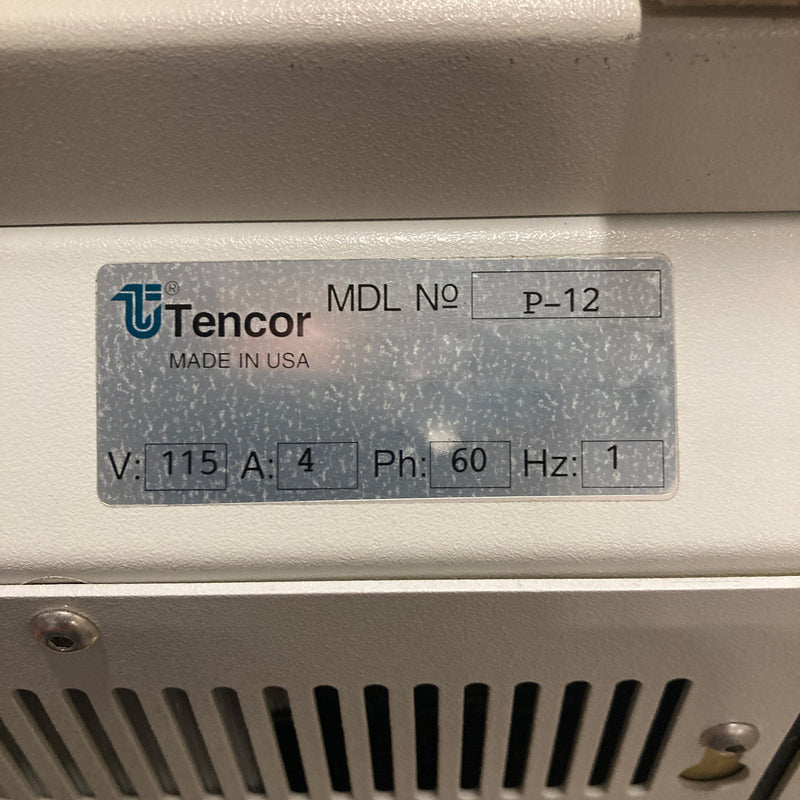 ® Tencor MDL Nº P-12
MADE IN USA
V: 115 A: 4 Ph: 60 Hz: 1